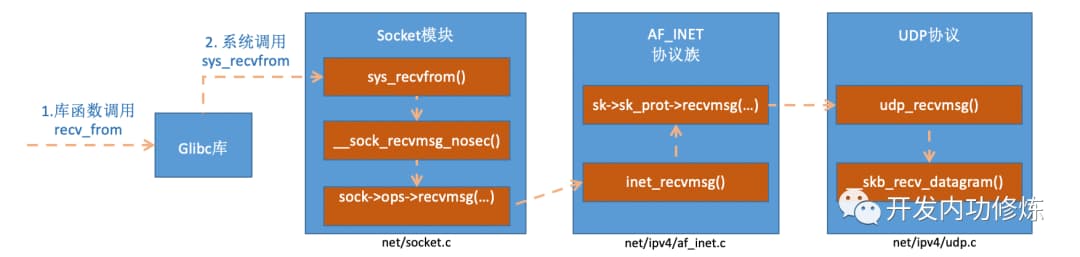 1.库函数调用
recv_from
Glibc库
2. 系统调用
sys_recvfrom
Socket模块
sys_recvfrom()
__sock_recvmsg_nosec()
sock->ops->recvmsg(...)
net/socket.c
AF_INET
协议族
sk->sk_prot->recvmsg(...)
inet_recvmsg()
net/ipv4/af_inet.c
UDP协议
udp_recvmsg()
skb_recv_datagram()
开发内功修炼
net/ipv4/udp.c